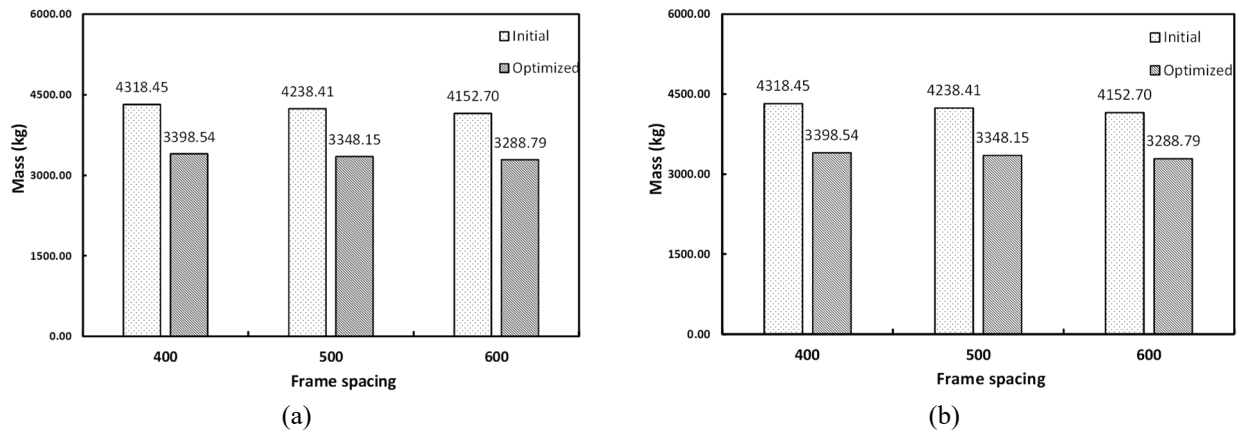 6000.00
4500.00
3000.00
1500.00
0.00
Mass (kg)
Initial
Optimized
4318.45
3398.54
4238.41
3348.15
4152.70
3288.79
400
500
600
Frame spacing
(a)
6000.00
4500.00
3000.00
1500.00
0.00
Mass (kg)
Initial
Optimized
4318.45
3398.54
4238.41
3348.15
4152.70
3288.79
400
500
600
Frame spacing
(b)